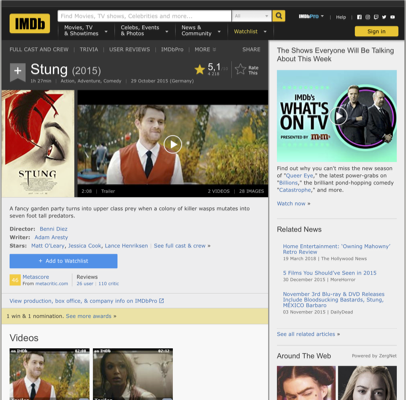 IMDb
Find Movies, TV shows, Celebrities and more...
All
IMDbPro
Help
Movies, TV
& Showtimes
Celebs, Events
& Photos
News &
Community
Watchlist
Sign in
FULL CAST AND CREW | TRIVIA | USER REVIEWS | IMDbPro | MORE
SHARE
Stung (2015)
1h 27min | Action, Adventure, Comedy | 29 October 2015 (Germany)
5,1
Rate
This
STUNG
2:08 | Trailer
2 VIDEOS | 28 IMAGES
A fancy garden party turns into upper class prey when a colony of killer wasps mutates into
seven foot tall predators.
Director: Benni Diez
Writer: Adam Aresty
Stars: Matt O'Leary, Jessica Cook, Lance Henriksen | See full cast & crew »
+ Add to Watchlist
Metascore
From metacritic.com
Reviews
26 user | 110 critic
View production, box office, & company info on IMDbPro
1 win & 1 nomination. See more awards »
Videos
The Shows Everyone Will Be Talking
About This Week
IMDb's
WHAT'S
ON TV
PRESENTED BY
Find out why you can't miss the new season
of "Queer Eye," the latest power-grabs on
"Billions," the brilliant pond-hopping comedy
"Catastrophe," and more.
Watch now »
Related News
Home Entertainment: 'Owning Mahowny'
Retro Review
19 March 2018 | The Hollywood News
5 Films You Should've Seen in 2015
30 December 2015 | MoreHorror
November 3rd Blu-ray & DVD Releases
Include Bloodsucking Bastards, Stung,
MEXICO Barbaro
03 November 2015 | DailyDead
See all related articles »
Around The Web
Powered by ZergNet